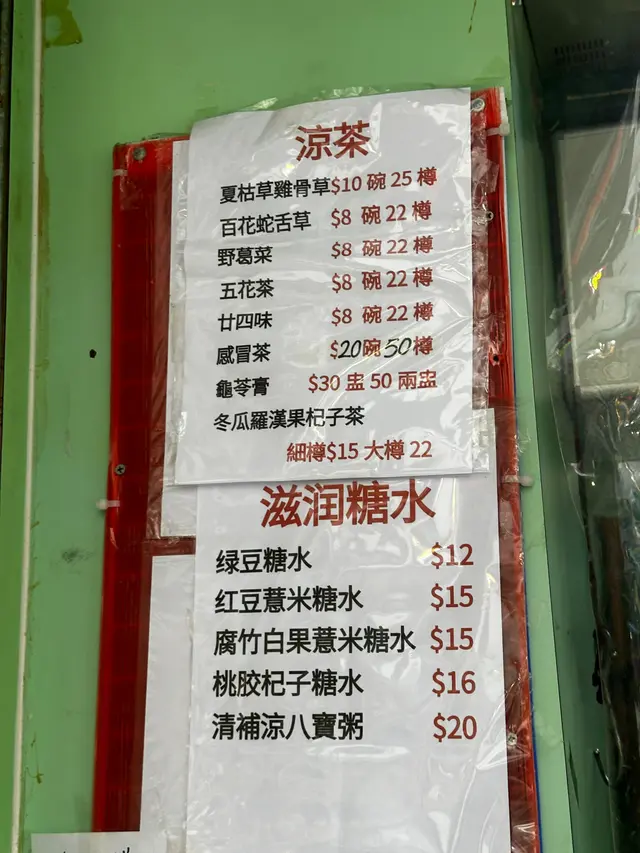 涼茶
夏枯草雞骨草$10 碗 25 樽
百花蛇舌草 $8 碗 22 樽
野葛菜 $8 碗 22 樽
五花茶 $8 碗 22 樽
廿四味 $8 碗 22 樽
感冒茶 $20碗50樽
龜苓膏 $30 盅 50 兩盅
冬瓜羅漢果杞子茶
細樽$15 大樽 22
滋润糖水
绿豆糖水 $12
红豆薏米糖水 $15
腐竹白果薏米糖水 $15
桃胶杞子糖水 $16
清補涼八寶粥 $20